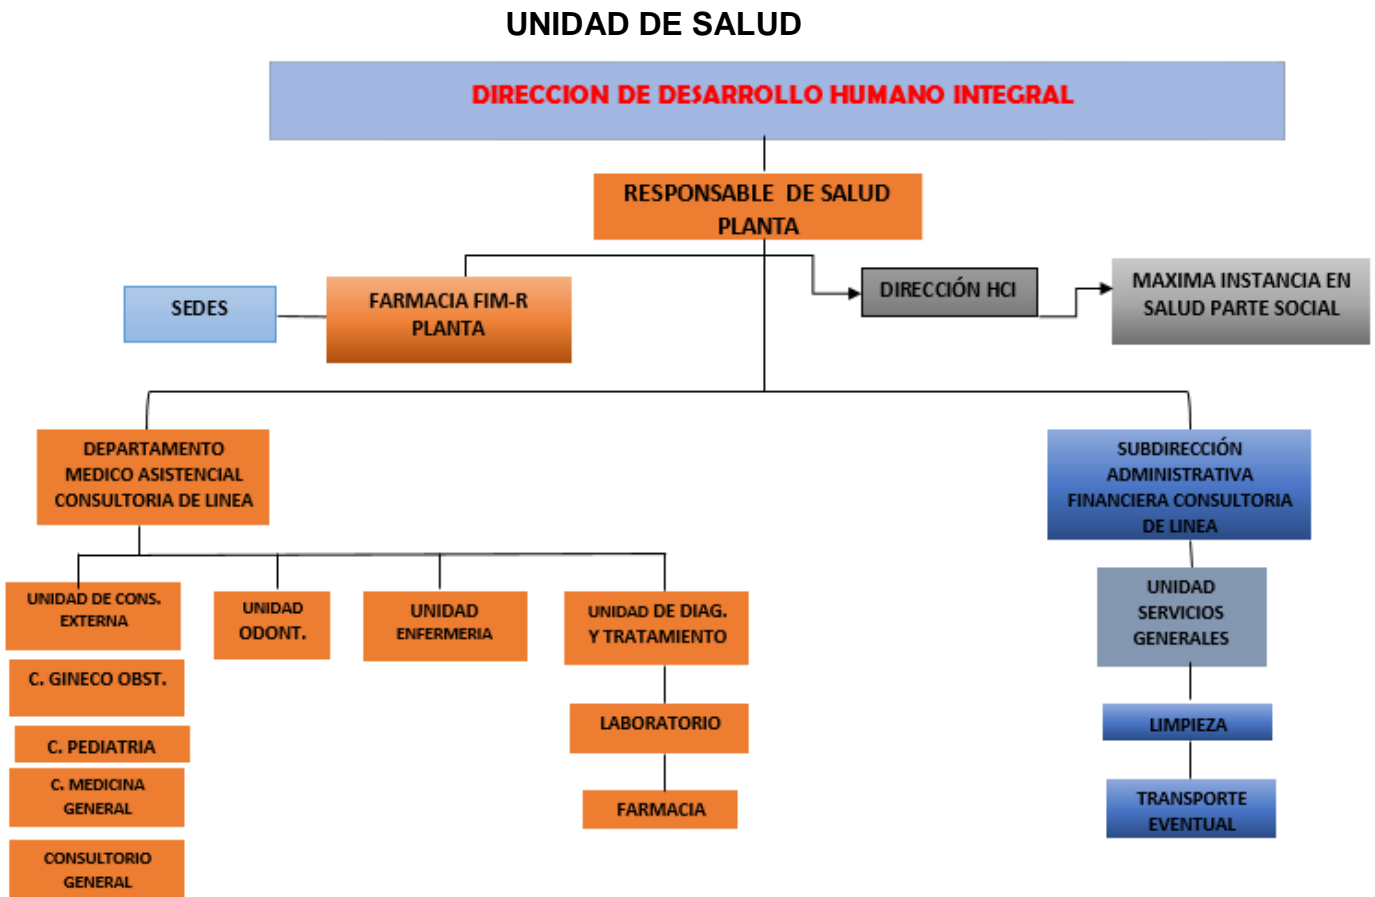 UNIDAD DE SALUD
DIRECCION DE DESARROLLO HUMANO INTEGRAL
RESPONSABLE DE SALUD
PLANTA
SEDES
FARMACIA FIM-R
PLANTA
DIRECCIÓN HCI
MAXIMA INSTANCIA EN
SALUD PARTE SOCIAL
DEPARTAMENTO
MEDICO ASISTENCIAL
CONSULTORIA DE LINEA
SUBDIRECCIÓN
ADMINISTRATIVA
FINANCIERA CONSULTORIA
DE LINEA
UNIDAD DE CONS.
EXTERNA
UNIDAD
ODONT.
UNIDAD
ENFERMERIA
UNIDAD DE DIAG.
Y TRATAMIENTO
UNIDAD
SERVICIOS
GENERALES
C. GINECO OBST.
C. PEDIATRIA
C. MEDICINA
GENERAL
CONSULTORIO
GENERAL
LABORATORIO
FARMACIA
LIMPIEZA
TRANSPORTE
EVENTUAL